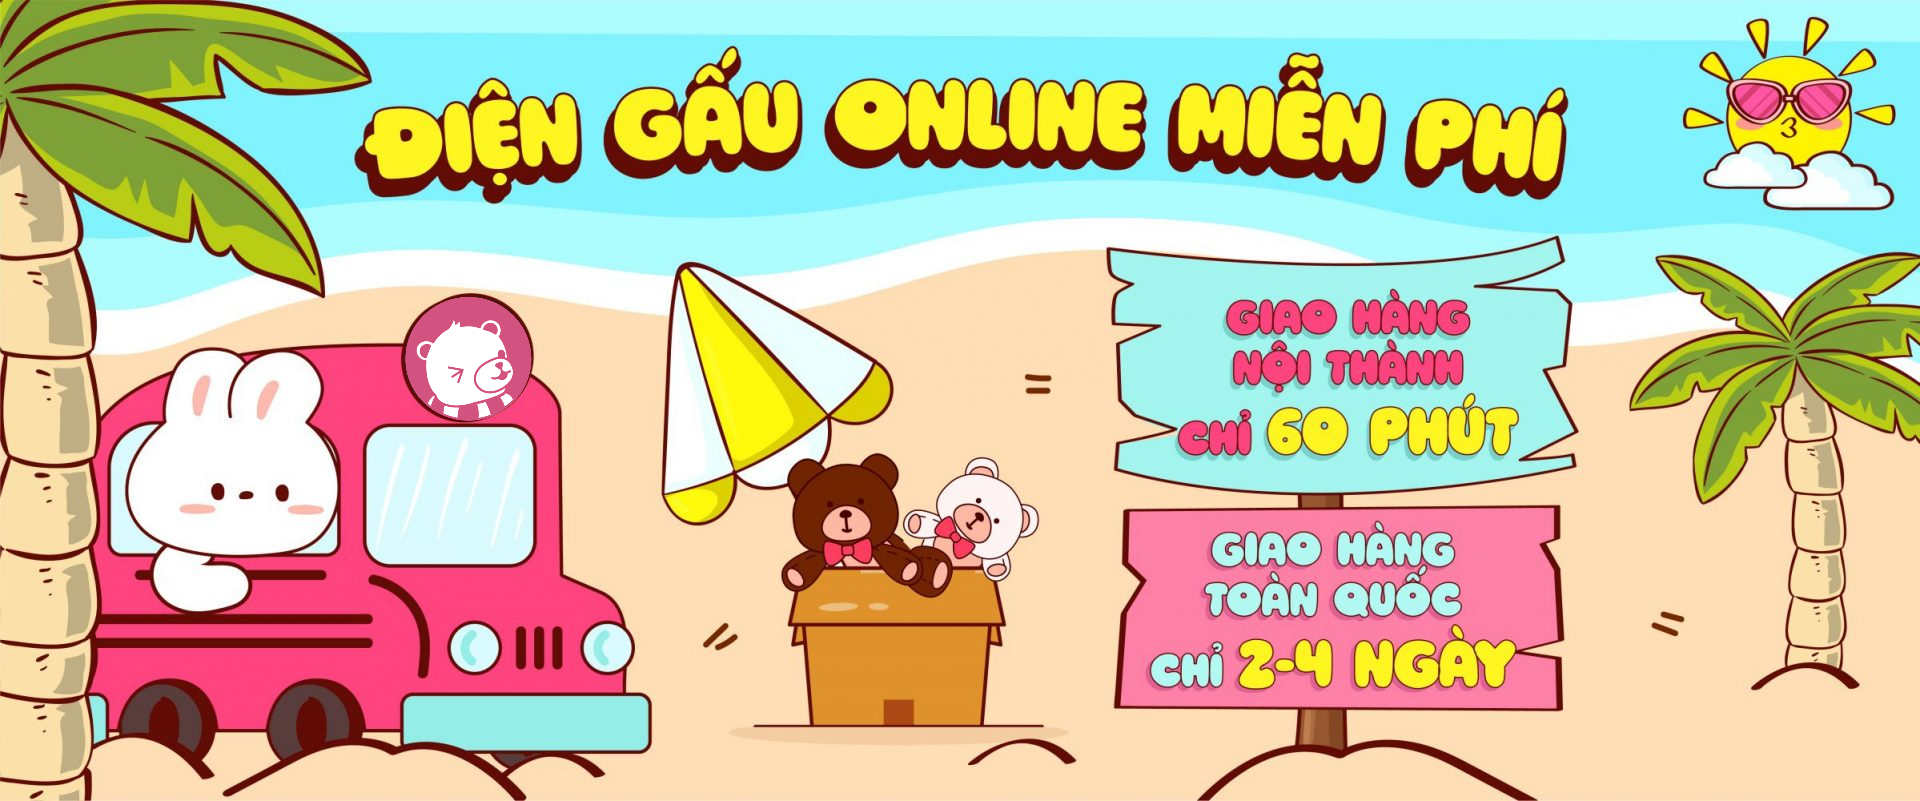 ĐIỆN GẤU ONLINE MIỄN PHÍ
GIAO HÀNG
NỘI THÀNH
CHỈ 60 PHÚT
GIAO HÀNG
TOÀN QUỐC
CHỈ 2-4 NGÀY